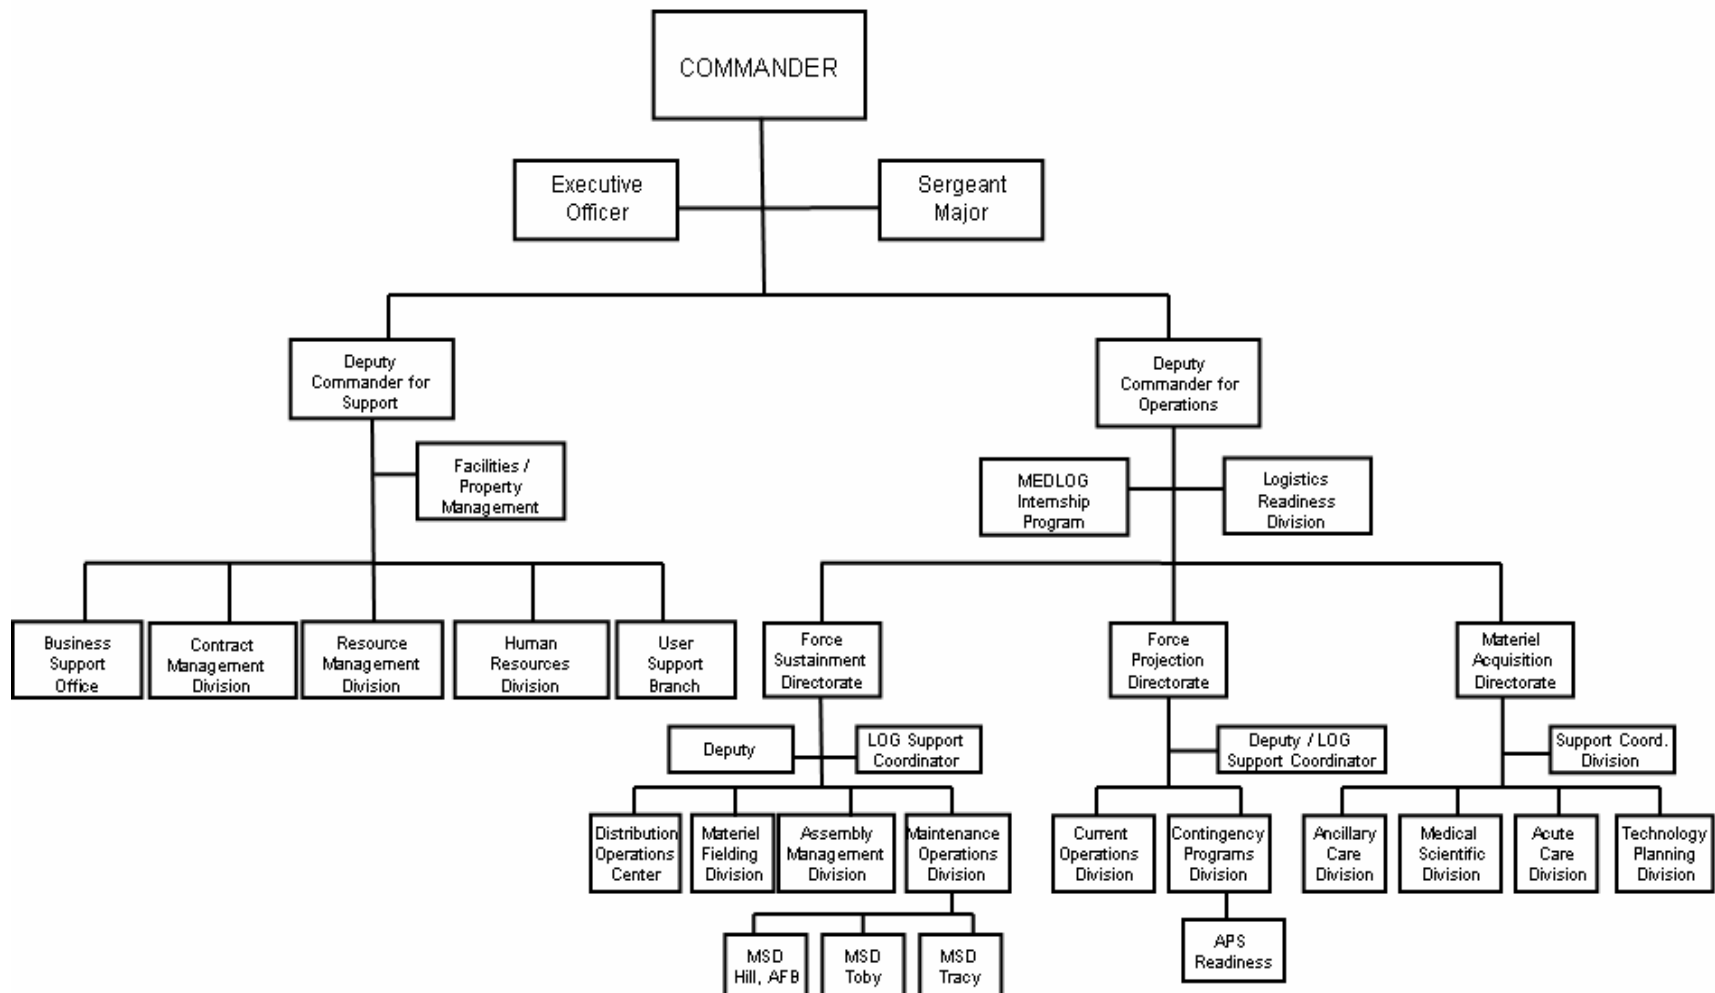 COMMANDER
Executive
Officer
Sergeant
Major
Deputy
Commander for
Support
Deputy
Commander for
Operations
Facilities /
Property
Management
MEDLOG
Internship
Program
Logistics
Readiness
Division
Business
Support
Office
Contract
Management
Division
Resource
Management
Division
Human
Resources
Division
User
Support
Branch
Force
Sustainment
Directorate
Force
Projection
Directorate
Materiel
Acquisition
Directorate
Deputy
LOG Support
Coordinator
Deputy / LOG
Support Coordinator
Support Coord.
Division
Distribution
Operations
Center
Materiel
Fielding
Division
Assembly
Management
Division
Maintenance
Operations
Division
Current
Operations
Division
Contingency
Programs
Division
Ancillary
Care
Division
Medical
Scientific
Division
Acute
Care
Division
Technology
Planning
Division
MSD
Hill, AFB
MSD
Toby
MSD
Tracy
APS
Readiness